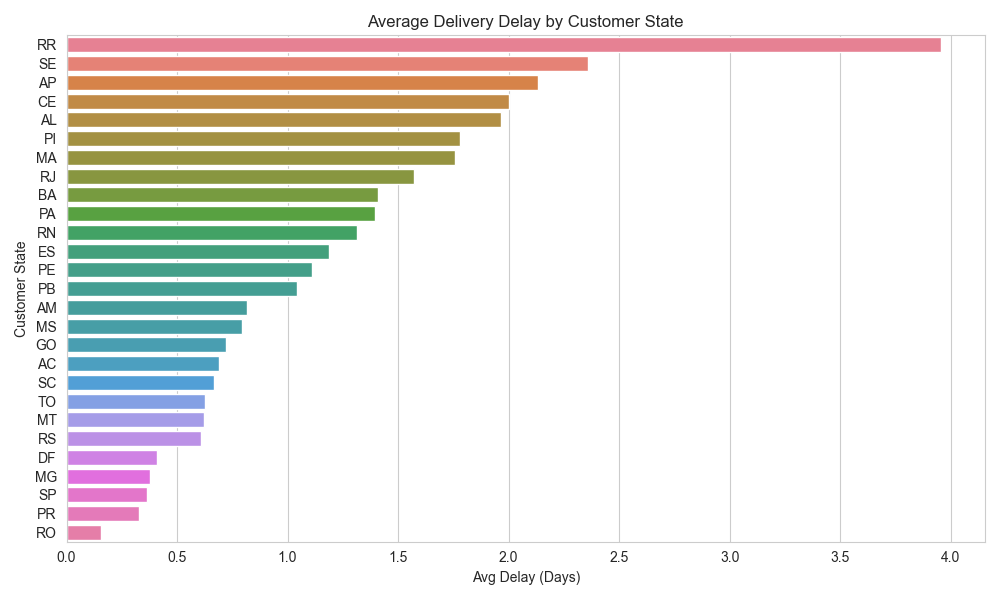 Average Delivery Delay by Customer State
Customer State
RR
SE
AP
CE
AL
PI
MA
RJ
BA
PA
RN
ES
PE
PB
AM
MS
GO
AC
SC
TO
MT
RS
DF
MG
SP
PR
RO
0.0 0.5 1.0 1.5 2.0 2.5 3.0 3.5 4.0
Avg Delay (Days)